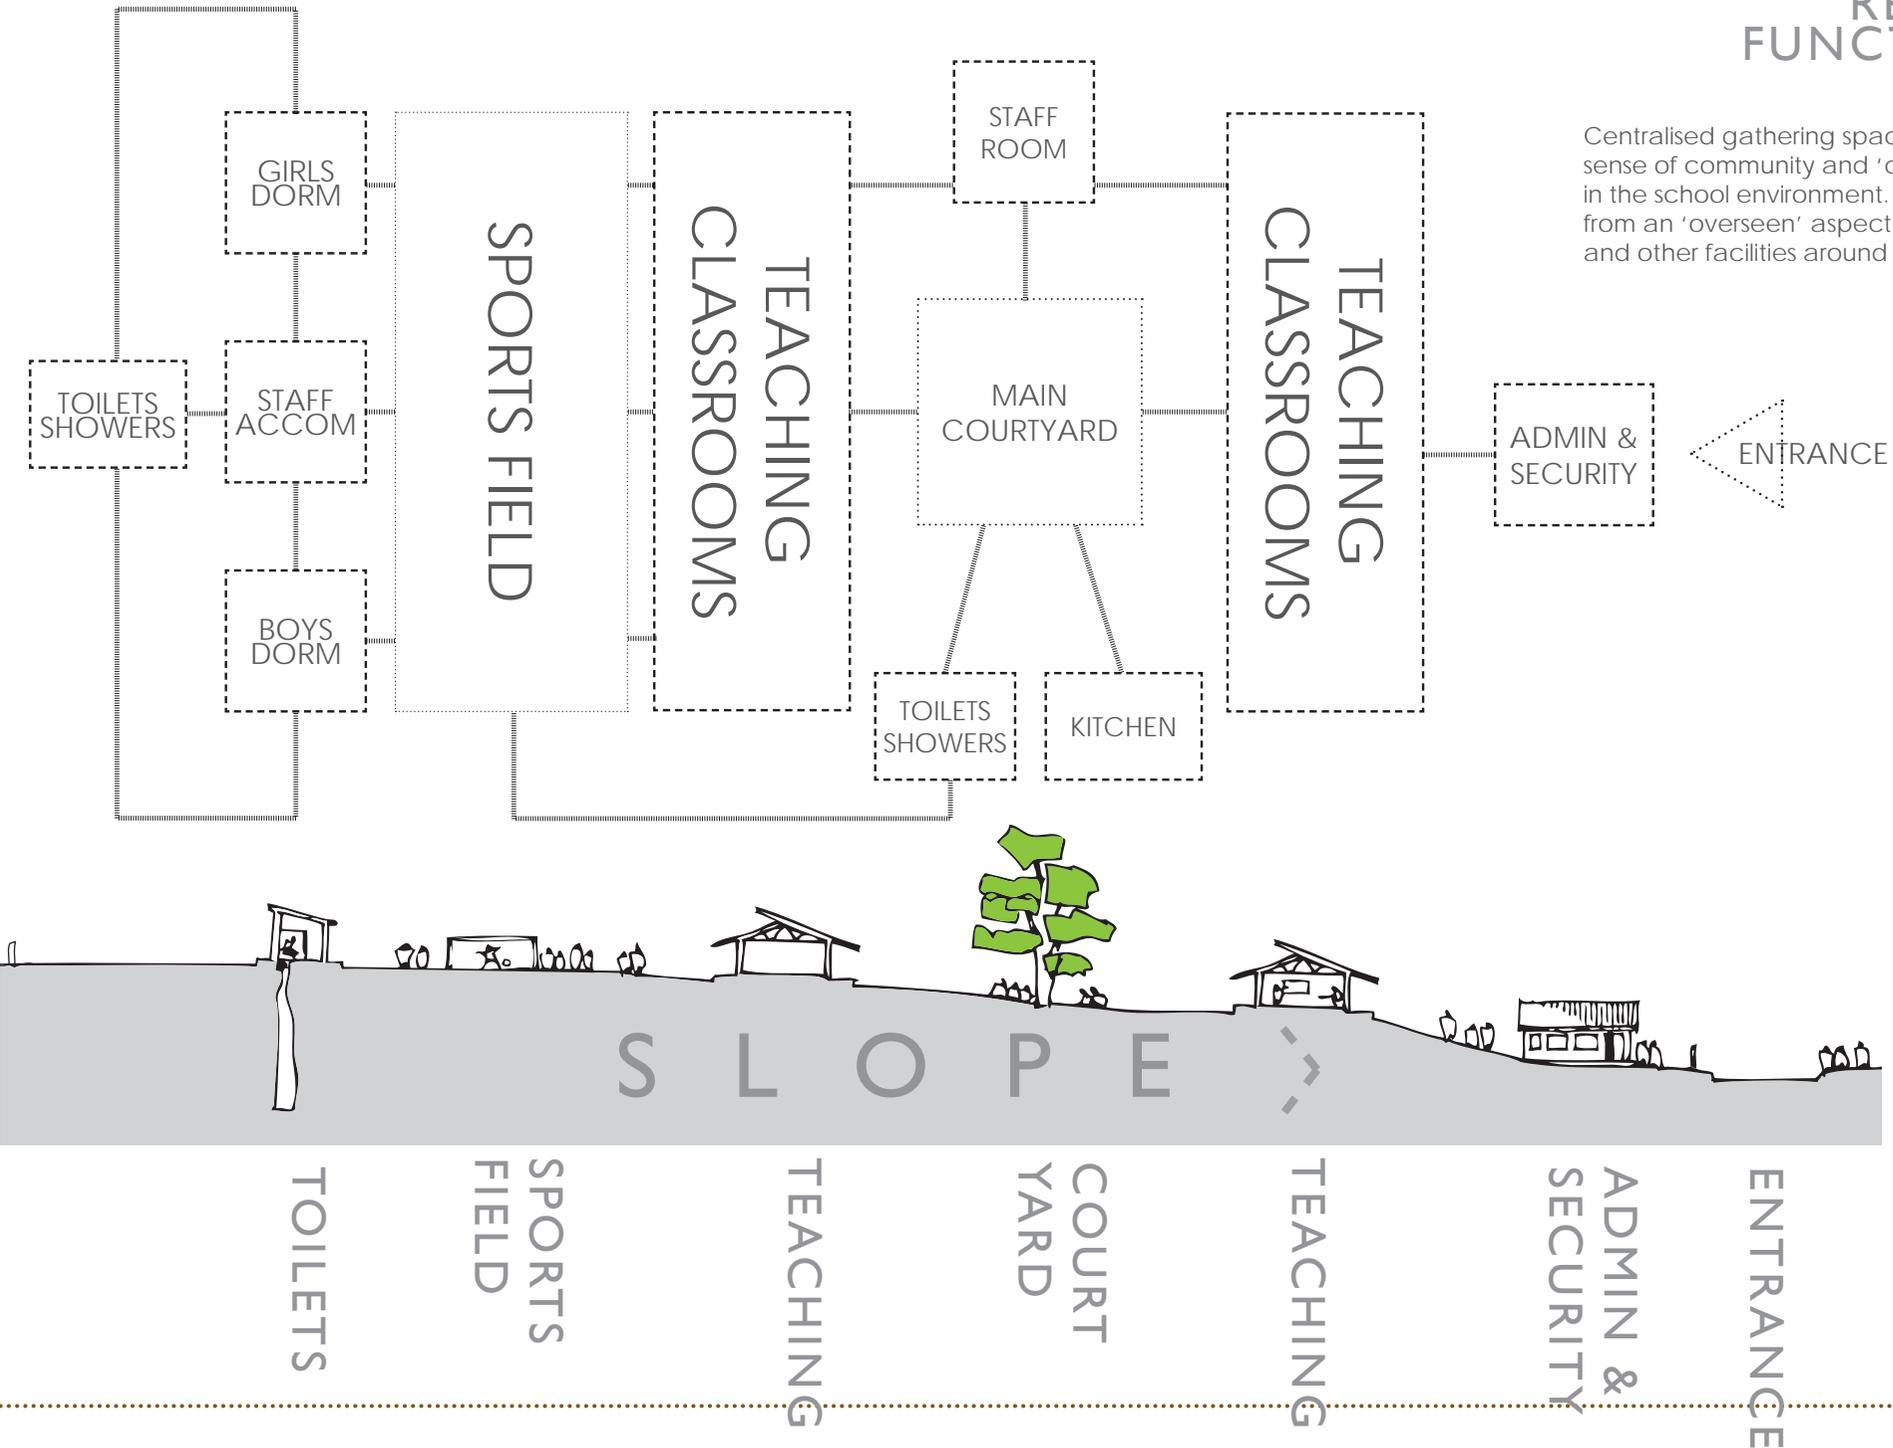 FUNCT
Centralised gathering spac
sense of community and ‘c
in the school environment.
from an ‘overseen’ aspect
and other facilities around
GIRLS
DORM
STAFF
ROOM
SPORTS FIELD
TEACHING
CLASSROOMS
TEACHING
CLASSROOMS
TOILETS
SHOWERS
STAFF
ACCOM
MAIN
COURTYARD
ADMIN &
SECURITY
ENTRANCE
BOYS
DORM
TOILETS
SHOWERS
KITCHEN
SLOPE
TOILETS
SPORTS
FIELD
TEACHING
COURT
YARD
TEACHING
ADMIN &
SECURITY
ENTRANCE